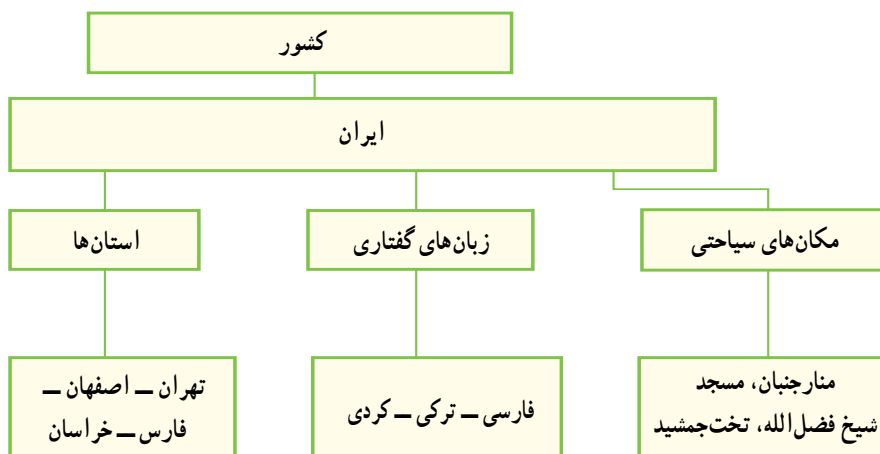 کشور
ایران
مکان‌های سیاحتی
زبان‌های گفتاری
استان‌ها
منارجنبان، مسجد
شیخ فضل‌الله، تخت‌جمشید
فارسی ــ ترکی ــ کردی
تهران ــ اصفهان ــ
فارس ــ خراسان